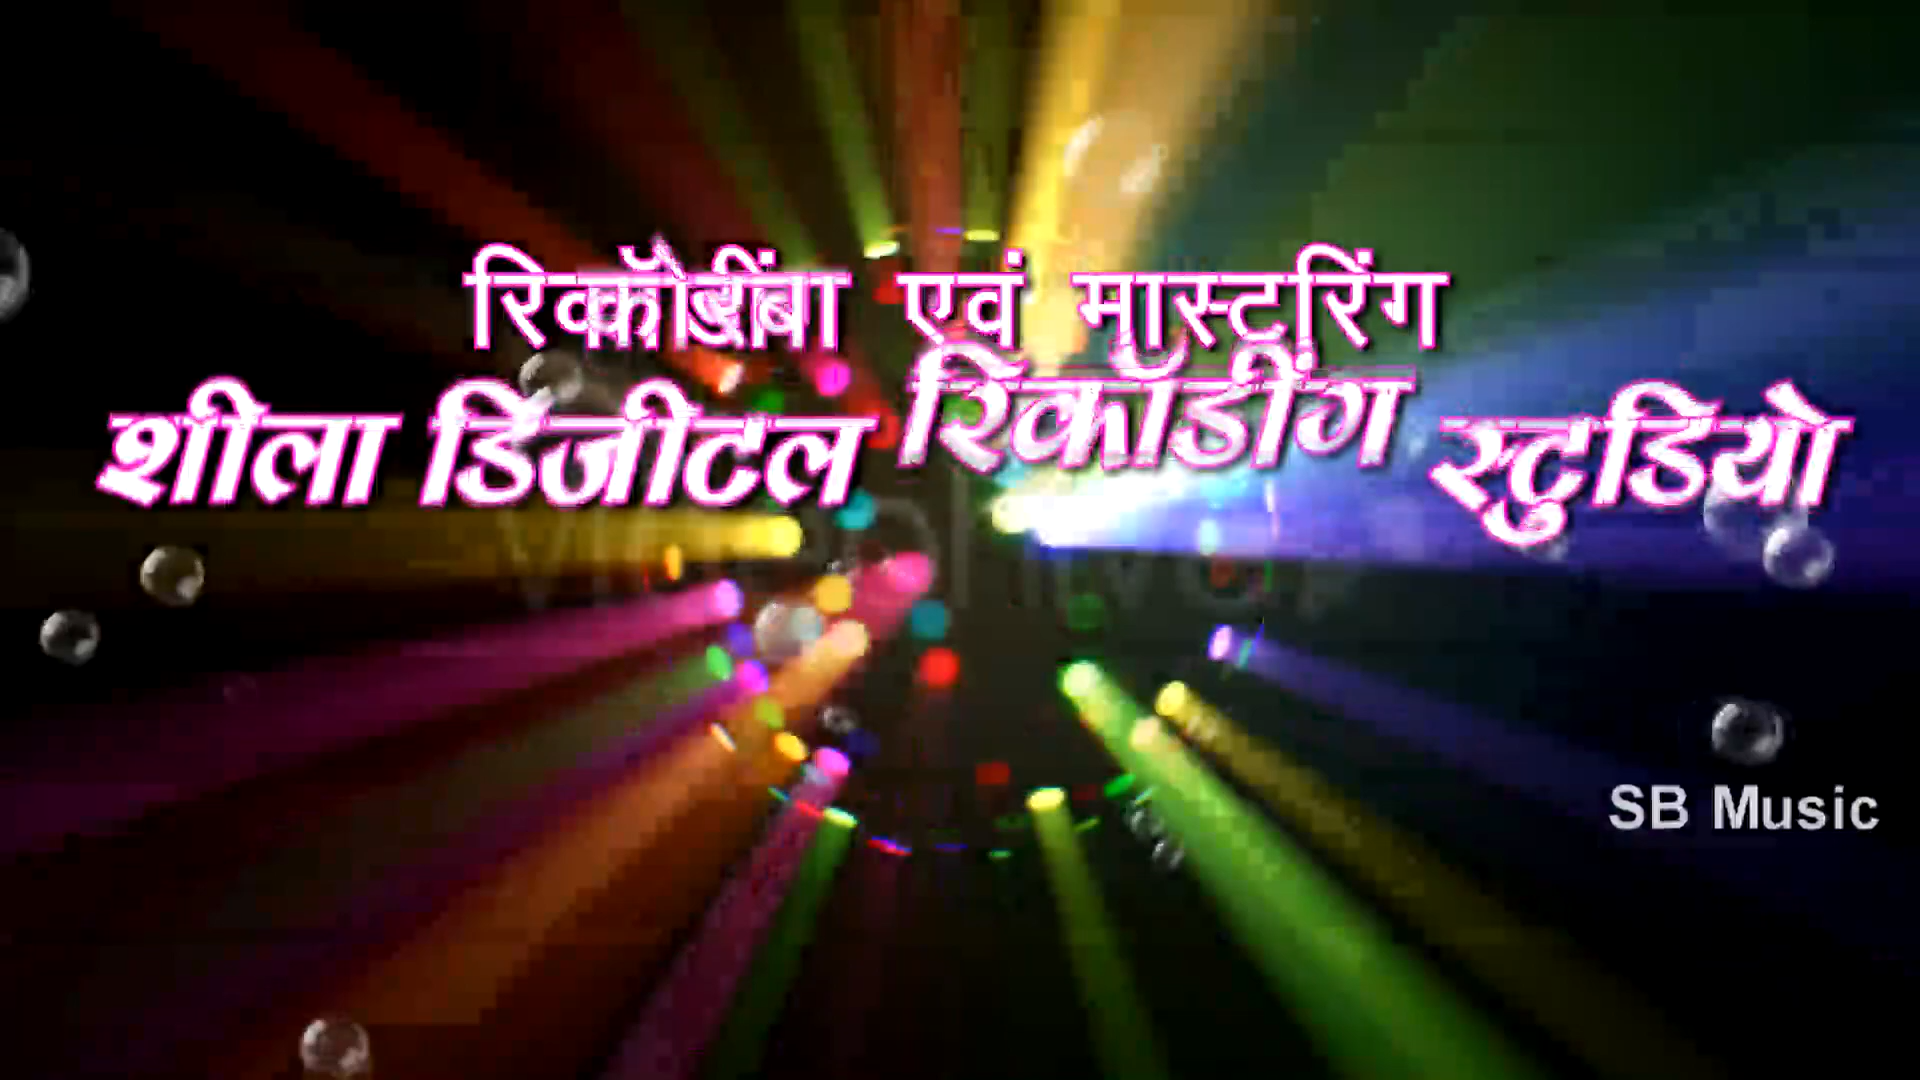 एवं मास्टरिंग
शीला डिजीटल रिकॉर्डींग स्टुडियो
SB Music